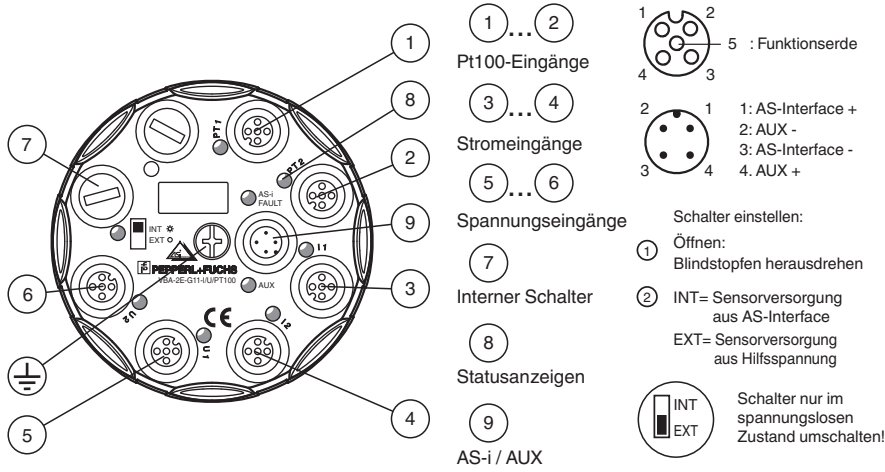 1
8
2
9
3
4
7
6
5
PT1
PT2
AS-i
FAULT
INT
EXT
I1
PEPPERL+FUCHS
VBA-2E-G11-I/U/PT100
AUX
U2
CE
I2
U1
1...2
Pt100-Eingänge
3...4
Stromeingänge
5...6
Spannungseingänge
7
Interner Schalter
8
Statusanzeigen
9
AS-i / AUX
1 2
5 : Funktionserde
4 3
2 1
3 4
1: AS-Interface +
2: AUX -
3: AS-Interface -
4. AUX +
Schalter einstellen:
1 Öffnen:
Blindstopfen herausdrehen
2 INT= Sensorversorgung
aus AS-Interface
EXT= Sensorversorgung
aus Hilfsspannung
INT
EXT
Schalter nur im
spannungslosen
Zustand umschalten!